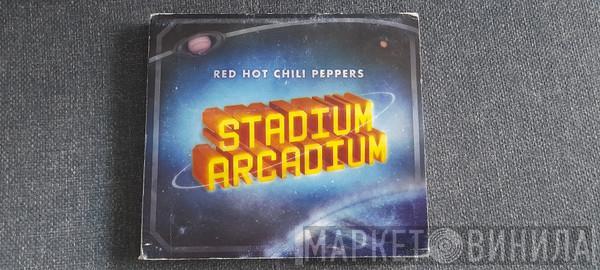 RED HOT CHILI PEPPERS
STADIUM
ARCADIUM
МАРКЕТ ВИНИЛА